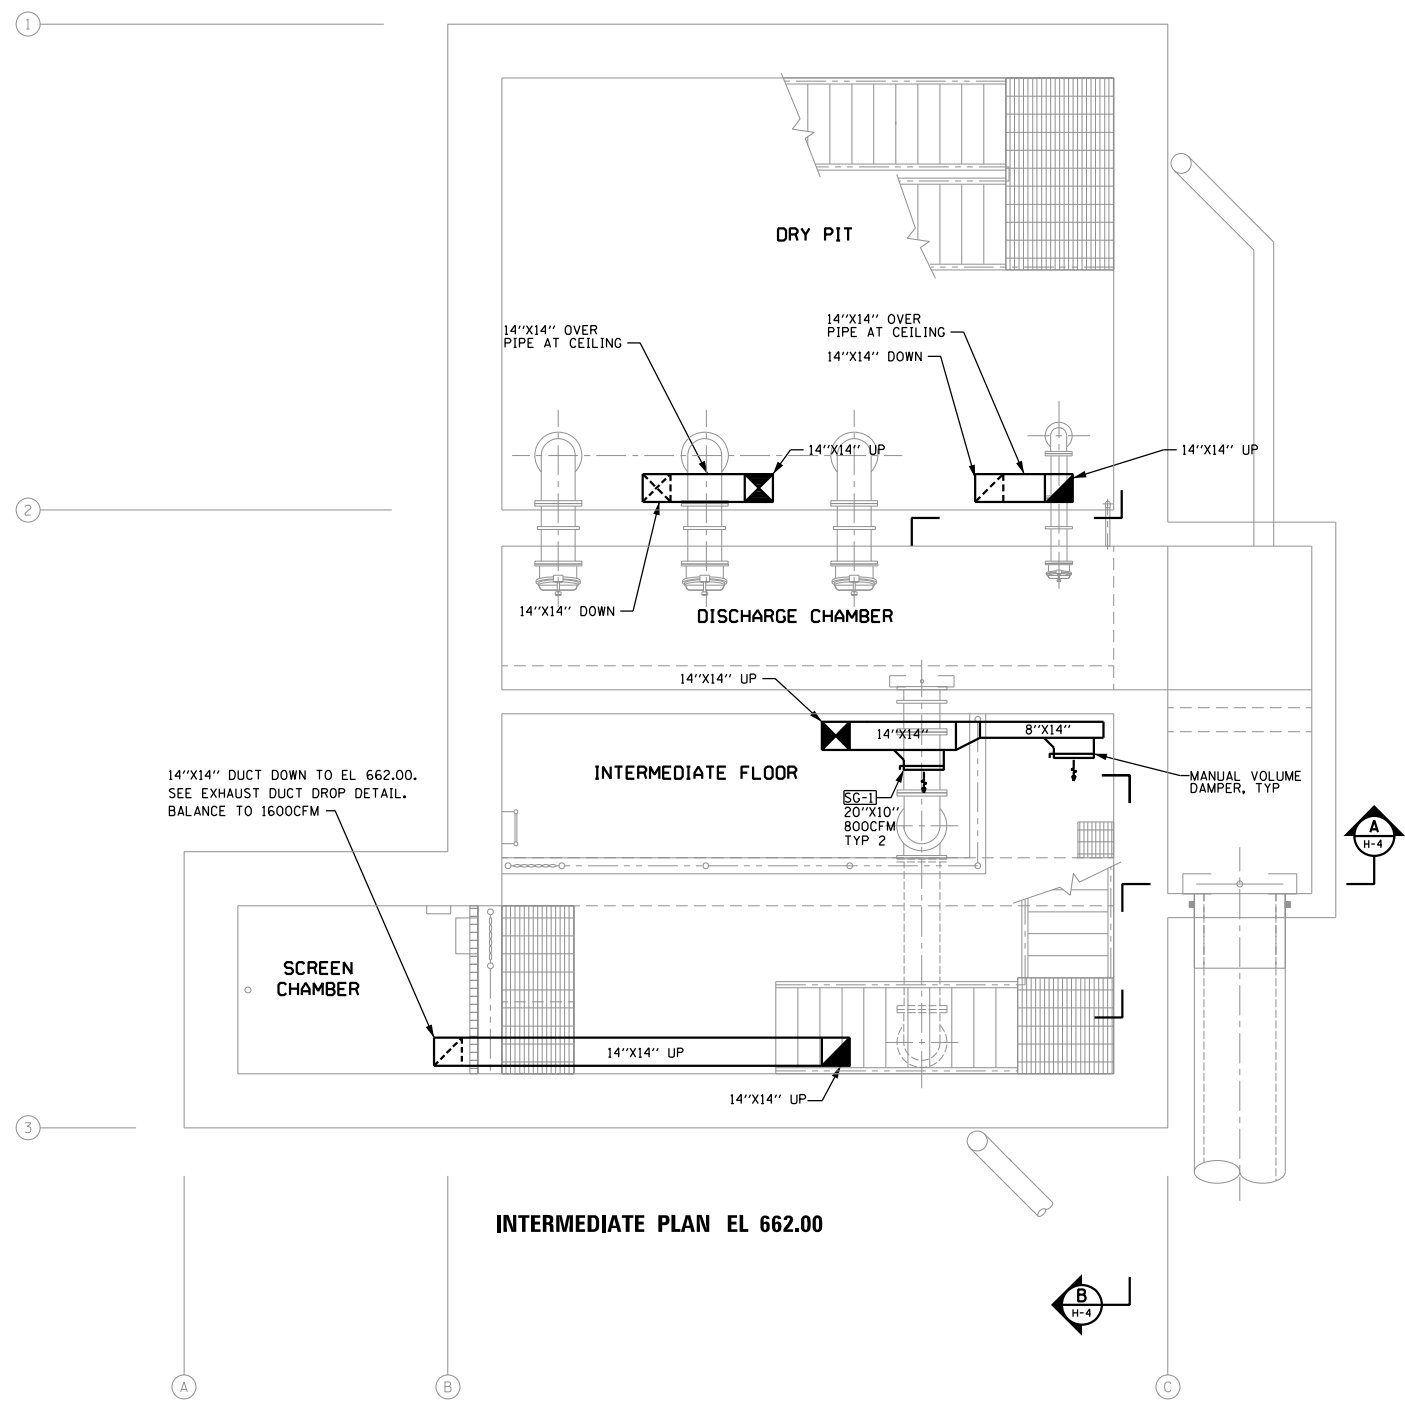 1
DRY PIT
14''X14'' OVER
PIPE AT CEILING
14''X14'' OVER
PIPE AT CEILING
14''X14'' DOWN
14''X14'' UP
14''X14'' UP
2
14''X14'' DOWN
DISCHARGE CHAMBER
14''X14'' UP
14''X14''
8''X14''
INTERMEDIATE FLOOR
14''X14'' DUCT DOWN TO EL 662.00.
SEE EXHAUST DUCT DROP DETAIL.
BALANCE TO 1600CFM
MANUAL VOLUME
DAMPER, TYP
SG-1
20''X10''
800CFM
TYP 2
A
H-4
SCREEN
CHAMBER
14''X14'' UP
14''X14'' UP
3
INTERMEDIATE PLAN EL 662.00
B
H-4
A
B
C